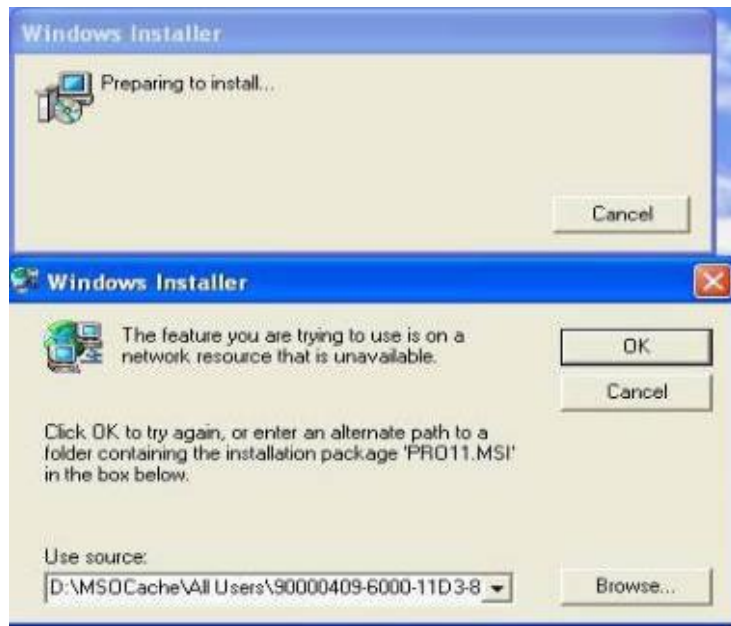 Windows Installer
Preparing to install...
Cancel
Windows Installer
The feature you are trying to use is on a
network resource that is unavailable.
OK
Cancel
Click OK to try again, or enter an alternate path to a
folder containing the installation package 'PRO11.MSI'
in the box below.
Use source:
D:\MSOCache\All Users\90000409-6000-11D3-8
Browse...